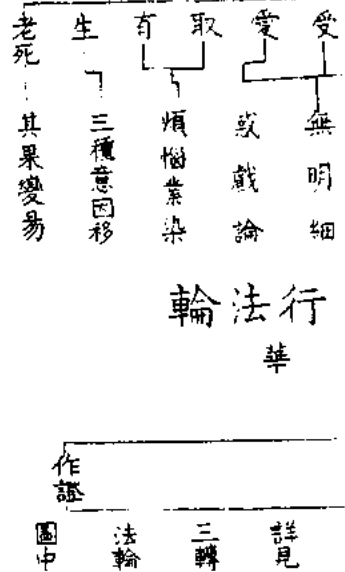 受
愛
取
有
生
老死
無明細
或戲論
煩惱業染
三種意因移
其果變易
行法輪
華
作證
詳見
三轉
法輪
圖中